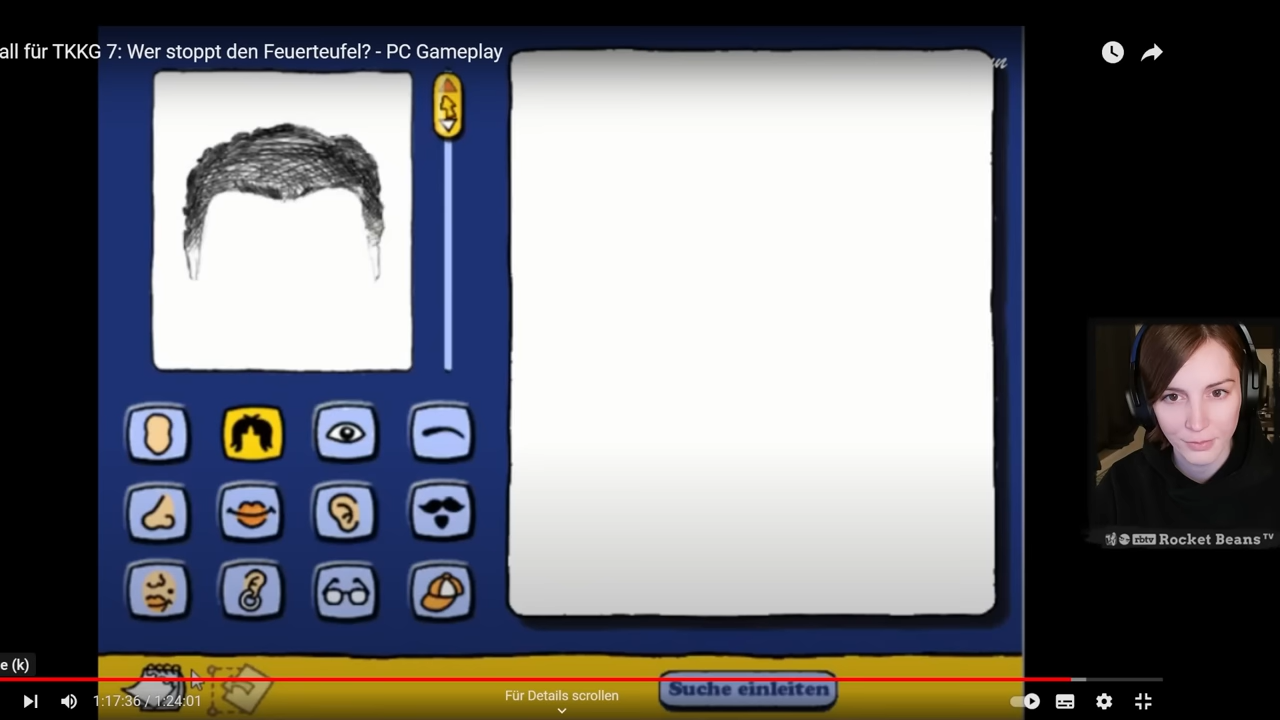 all für TKKG 7: Wer stoppt den Feuerteufel? - PC Gameplay
rbtv Rocket Beans TV
Suche einleiten
e (k)
1:17:36 / 1:24:01
Für Details scrollen